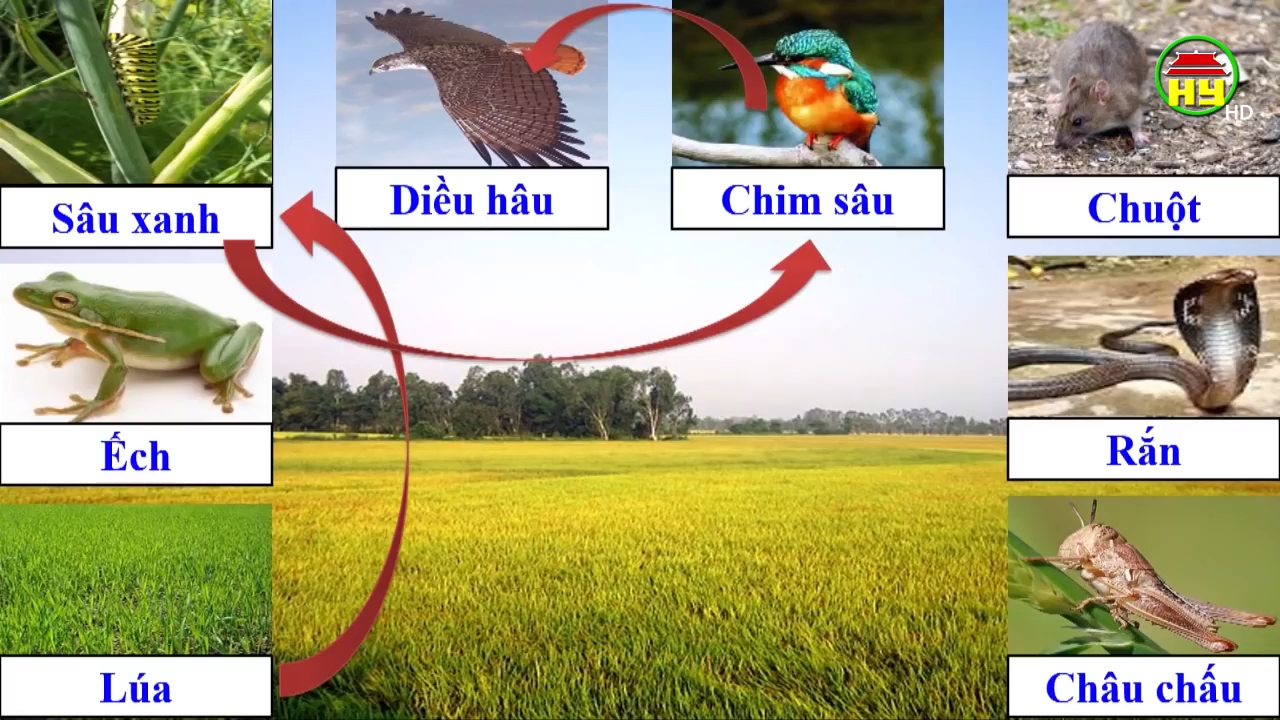 HY
HD
Sâu xanh
Diều hâu
Chim sâu
Chuột
Ếch
Rắn
Lúa
Châu chấu